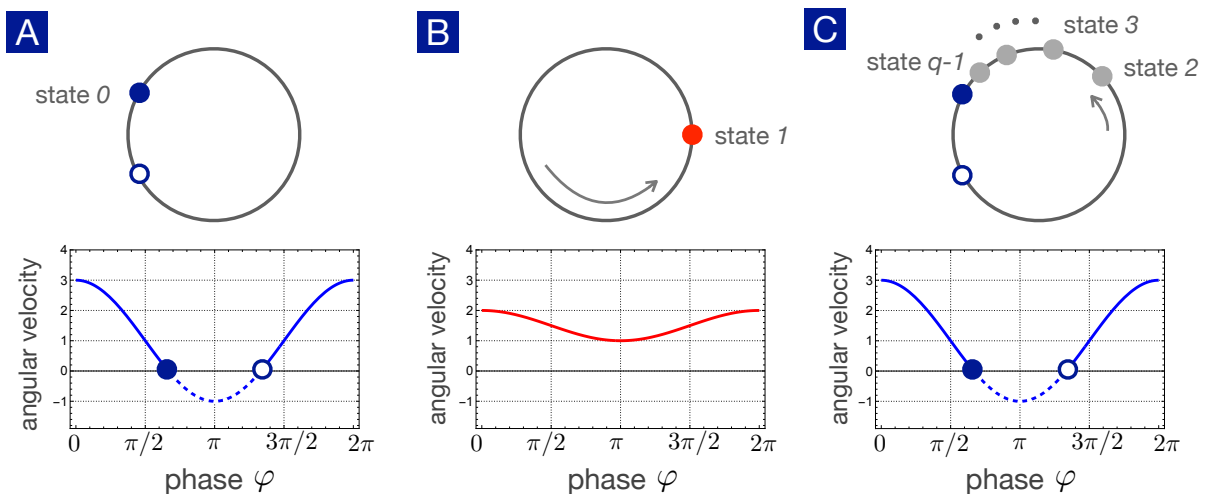 A
state 0
4
3
2
1
0
−1
angular velocity
0
π/2
π
3π/2
2π
phase φ
B
state 1
4
3
2
1
0
−1
angular velocity
0
π/2
π
3π/2
2π
phase φ
C
state 3
state q-1
state 2
4
3
2
1
0
−1
angular velocity
0
π/2
π
3π/2
2π
phase φ